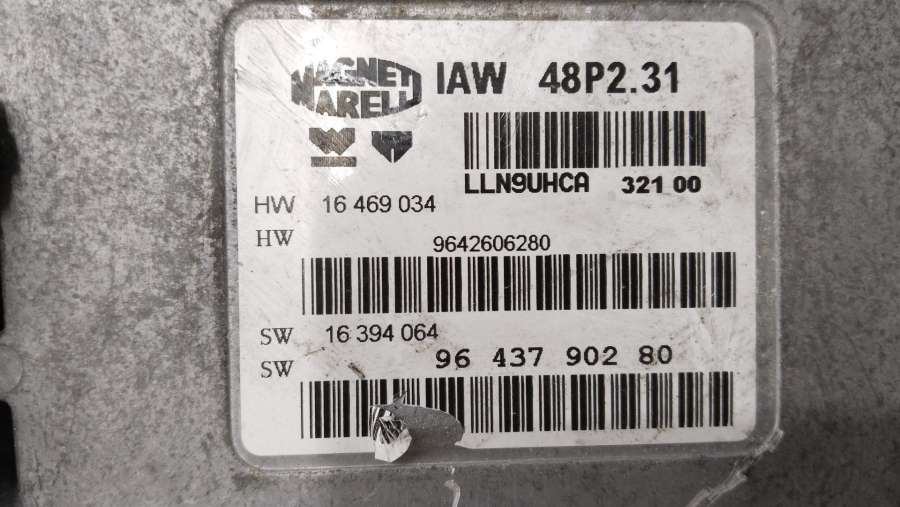 MAGNETI
MARELLI
IAW 48P2.31
LLN9UHCA 321 00
HW 16 469 034
HW 9642606280
SW 16 394 064
SW 96 437 902 80